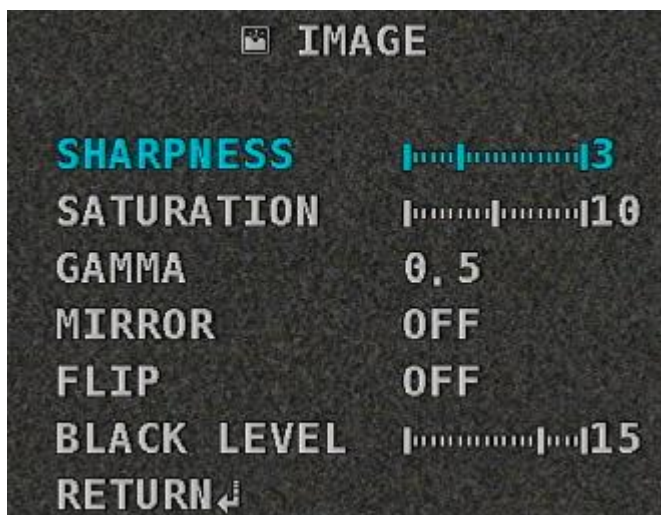 IMAGE
SHARPNESS 3
SATURATION 10
GAMMA 0.5
MIRROR OFF
FLIP OFF
BLACK LEVEL 15
RETURN↲